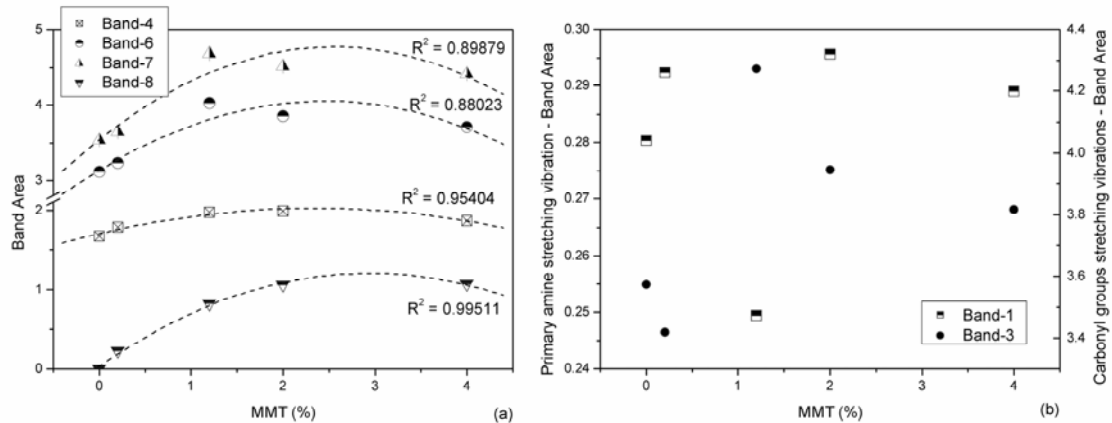 Band-4
Band-6
Band-7
Band-8
R² = 0.89879
R² = 0.88023
R² = 0.95404
R² = 0.99511
Band Area
5
4
3
2
1
0
0 1 2 3 4
MMT (%)
(a)
Primary amine stretching vibration - Band Area
0.30
0.29
0.28
0.27
0.26
0.25
0.24
Band-1
Band-3
0 1 2 3 4
MMT (%)
(b)
4.4
4.2
4.0
3.8
3.6
3.4
Carbonyl groups stretching vibrations - Band Area